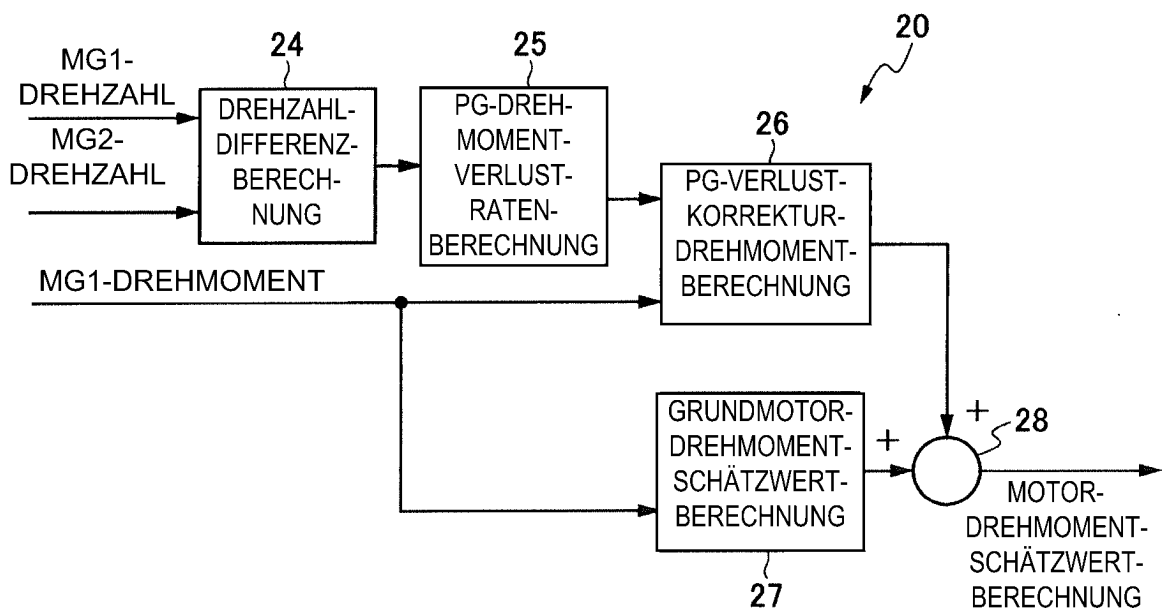 20
24
25
MG1-
DREHZAHL
MG2-
DREHZAHL
DREHZAHL-
DIFFERENZ-
BERECH-
NUNG
PG-DREH-
MOMENT-
VERLUST-
RATEN-
BERECHNUNG
26
PG-VERLUST-
KORREKTUR-
DREHMOMENT-
BERECHNUNG
MG1-DREHMOMENT
GRUNDMOTOR-
DREHMOMENT-
SCHÄTZWERT-
BERECHNUNG
27
+
+
28
MOTOR-
DREHMOMENT-
SCHÄTZWERT-
BERECHNUNG